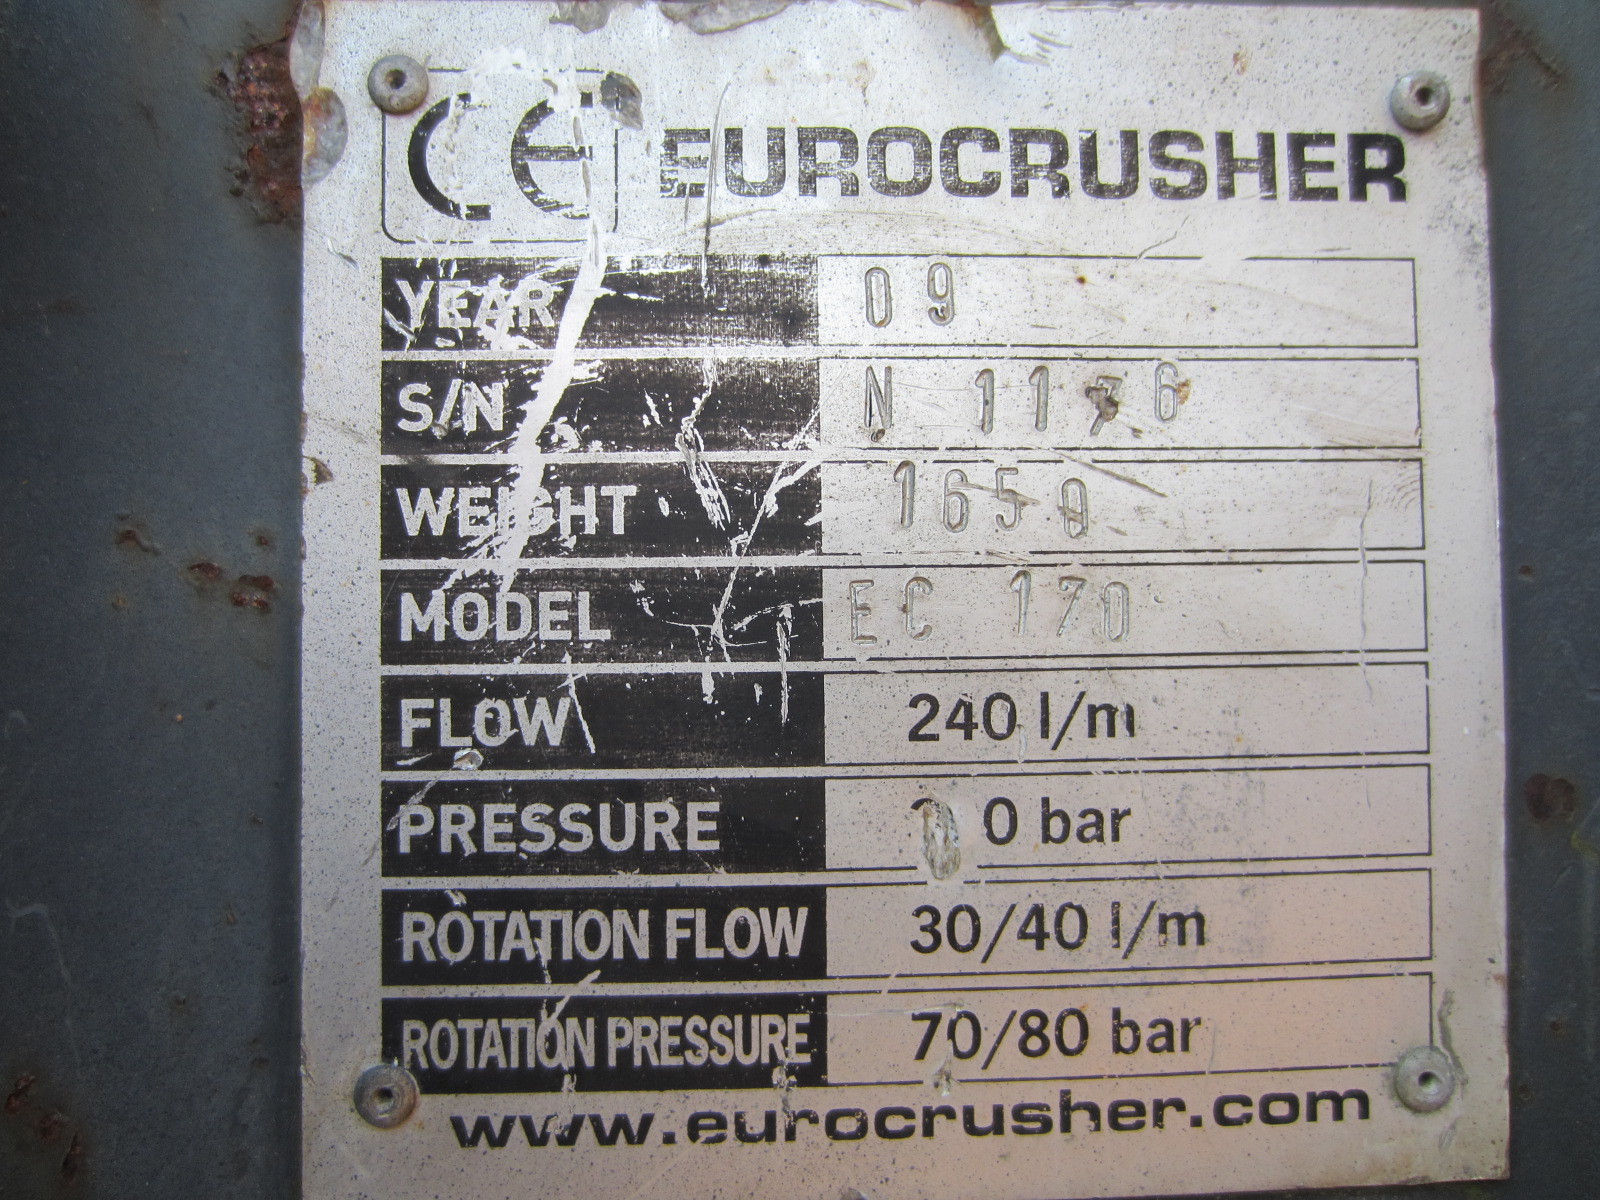 CE EUROCRUSHER
YEAR 09
S/N N
WEIGHT 1650
MODEL EC 170
FLOW 240 l/m
PRESSURE bar
ROTATION FLOW 30/40 l/m
ROTATION PRESSURE 70/80 bar
www.eurocrusher.com